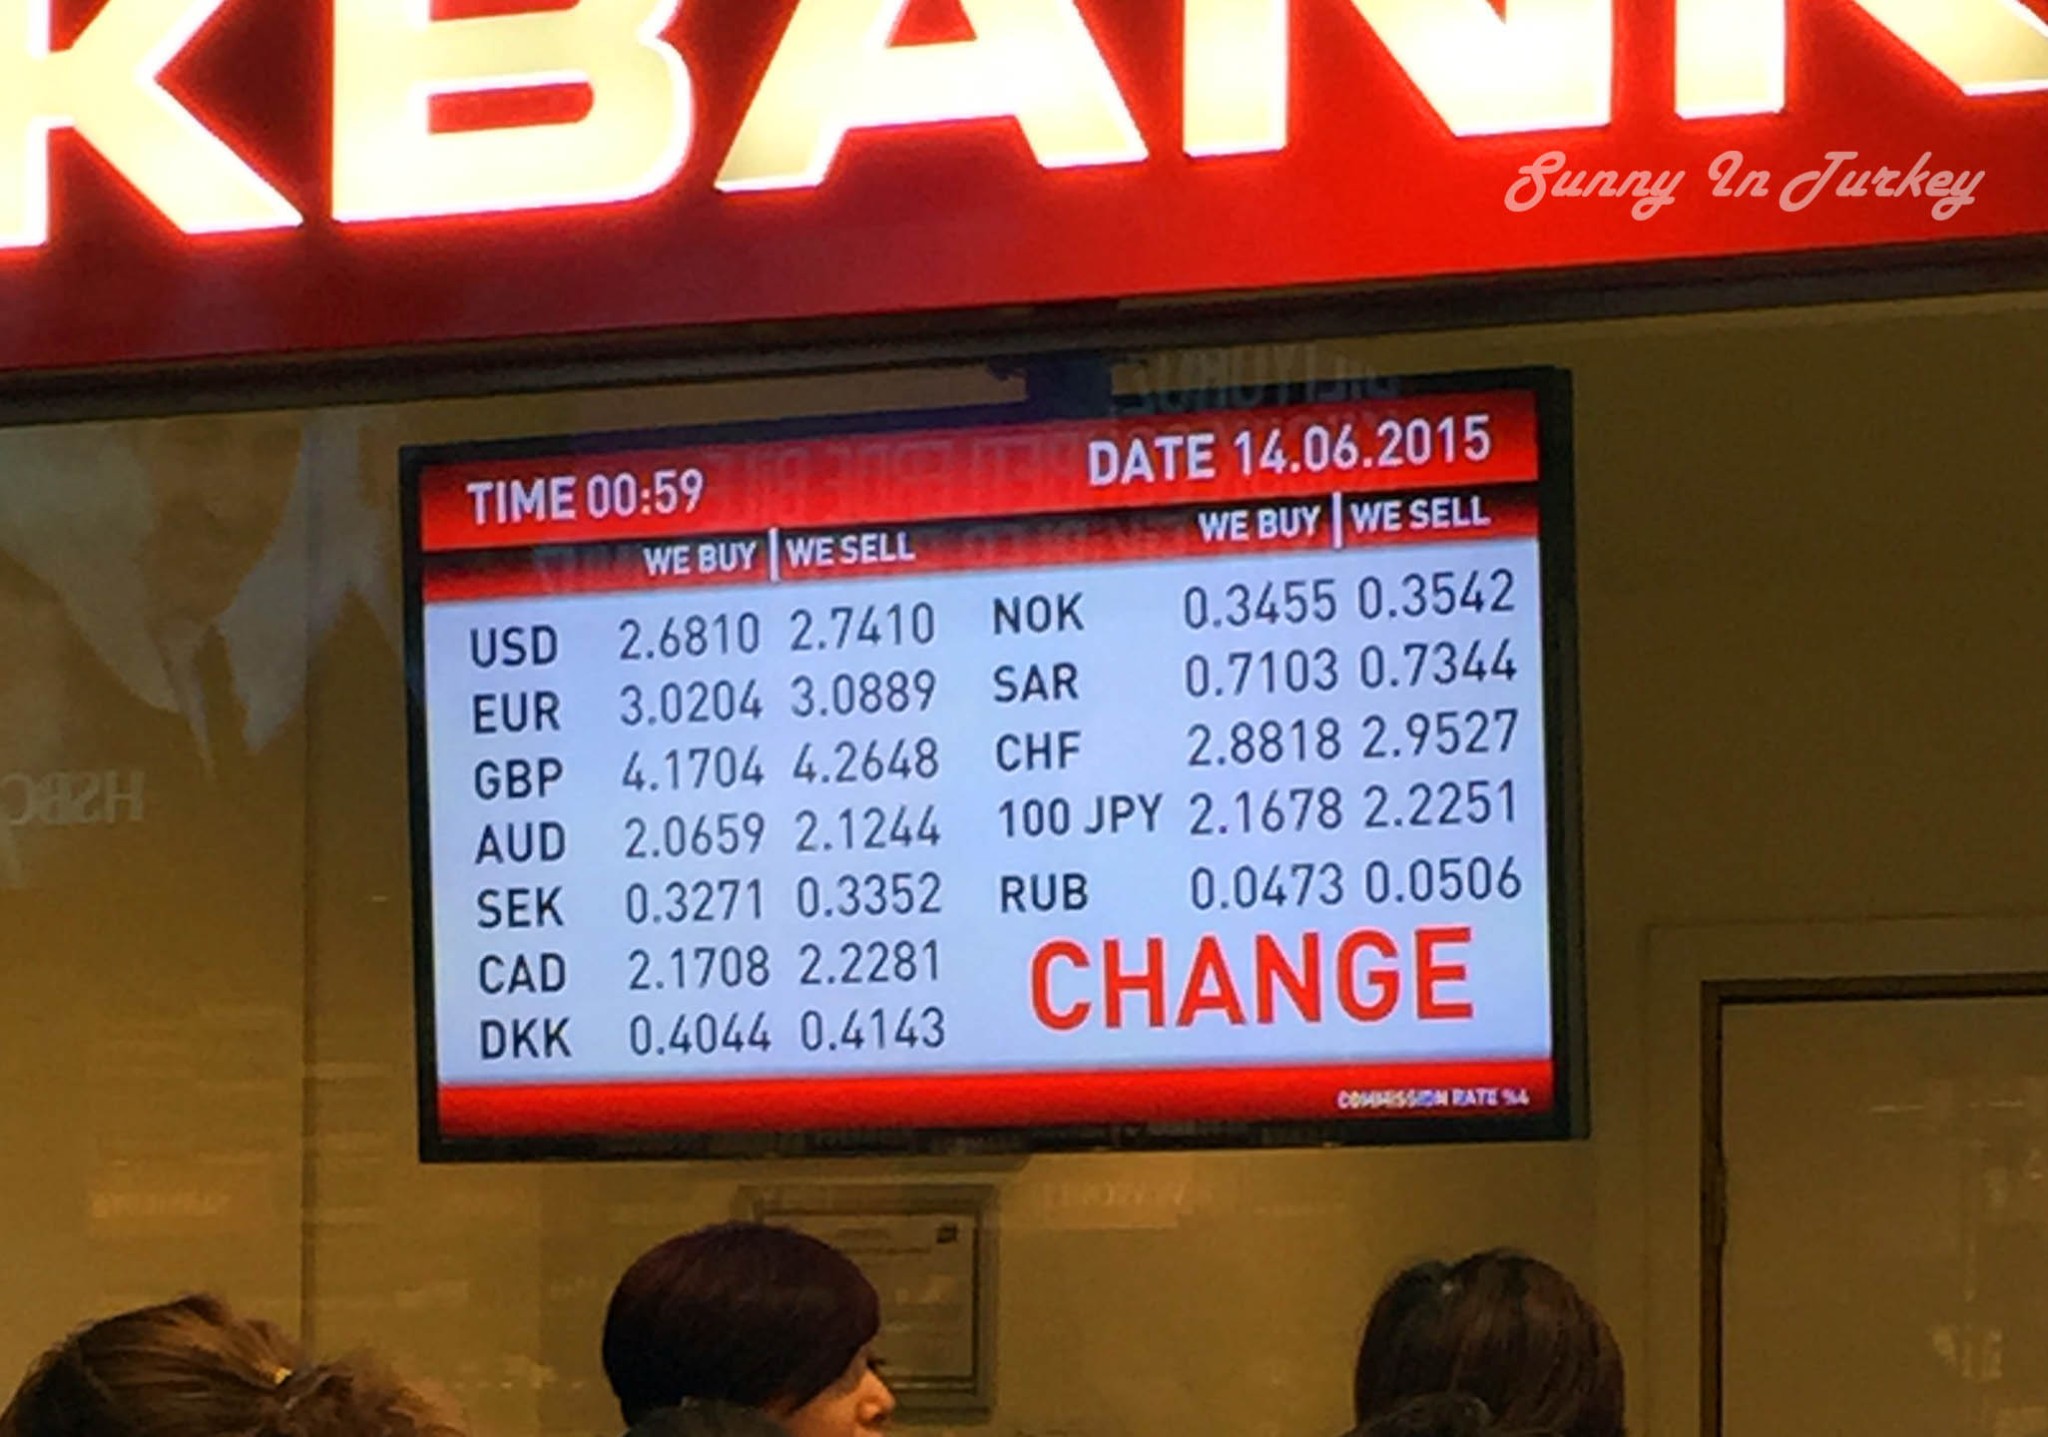 KBANK
Sunny In Turkey
TIME 00:59 DATE 14.06.2015
WE BUY WE SELL WE BUY WE SELL
USD 2.6810 2.7410 NOK 0.3455 0.3542
EUR 3.0204 3.0889 SAR 0.7103 0.7344
GBP 4.1704 4.2648 CHF 2.8818 2.9527
AUD 2.0659 2.1244 100 JPY 2.1678 2.2251
SEK 0.3271 0.3352 RUB 0.0473 0.0506
CAD 2.1708 2.2281 CHANGE
DKK 0.4044 0.4143
COMMISSION RATE %4
HSBC